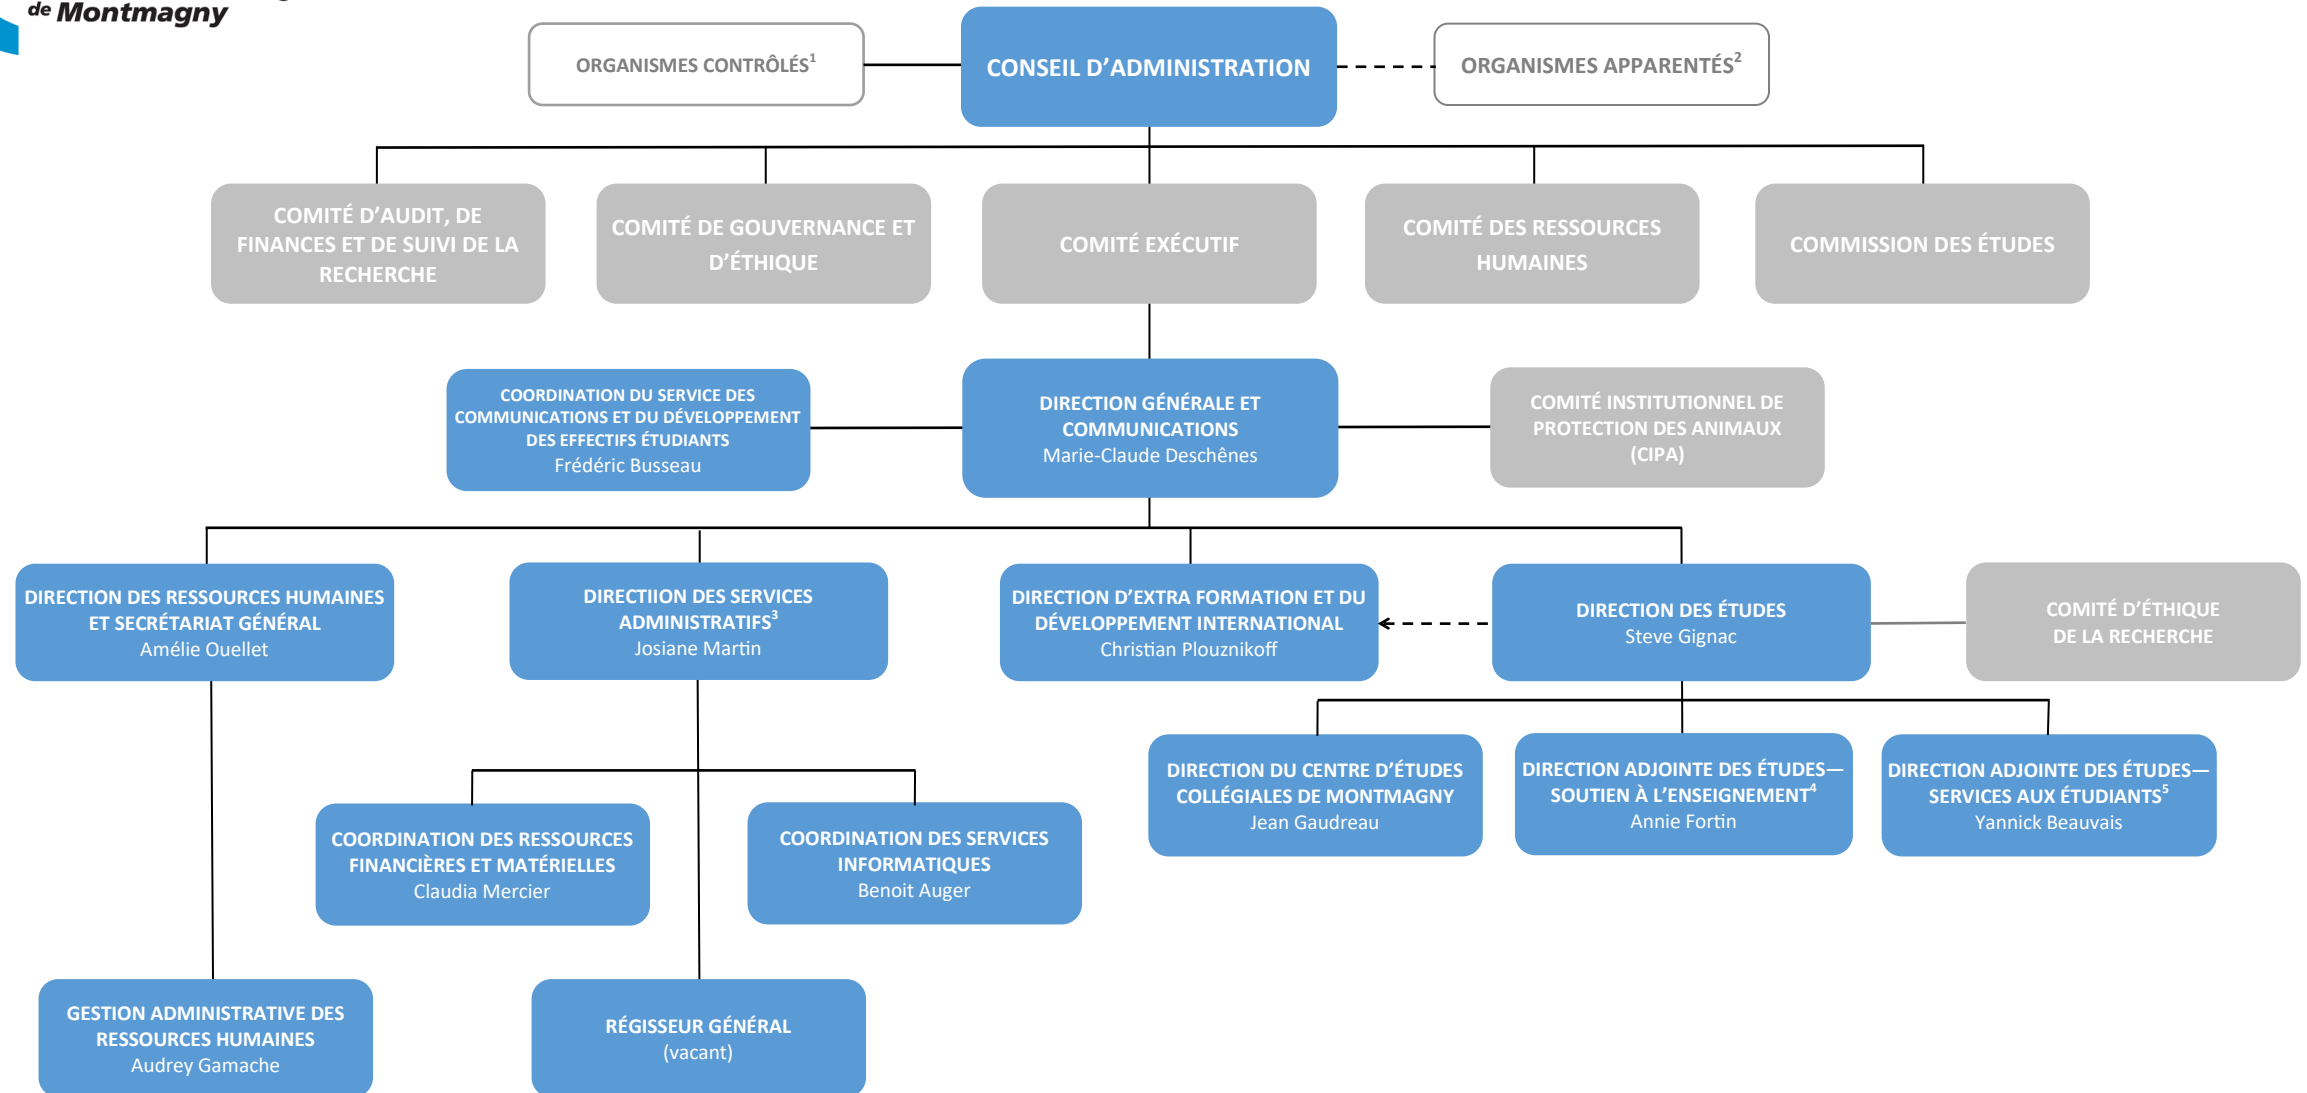 de Montmagny
ORGANISMES CONTRÔLÉS¹
CONSEIL D’ADMINISTRATION
ORGANISMES APPARENTÉS²
COMITÉ D’AUDIT, DE
FINANCES ET DE SUIVI DE LA
RECHERCHE
COMITÉ DE GOUVERNANCE ET
D’ÉTHIQUE
COMITÉ EXÉCUTIF
COMITÉ DES RESSOURCES
HUMAINES
COMMISSION DES ÉTUDES
COORDINATION DU SERVICE DES
COMMUNICATIONS ET DU DÉVELOPPEMENT
DES EFFECTIFS ÉTUDIANTS
Frédéric Busseau
DIRECTION GÉNÉRALE ET
COMMUNICATIONS
Marie-Claude Deschênes
COMITÉ INSTITUTIONNEL DE
PROTECTION DES ANIMAUX
(CIPA)
DIRECTION DES RESSOURCES HUMAINES
ET SECRÉTARIAT GÉNÉRAL
Amélie Ouellet
DIRECTIION DES SERVICES
ADMINISTRATIFS³
Josiane Martin
DIRECTION D’EXTRA FORMATION ET DU
DÉVELOPPEMENT INTERNATIONAL
Christian Plouznikoff
DIRECTION DES ÉTUDES
Steve Gignac
COMITÉ D’ÉTHIQUE
DE LA RECHERCHE
DIRECTION DU CENTRE D’ÉTUDES
COLLÉGIALES DE MONTMAGNY
Jean Gaudreau
DIRECTION ADJOINTE DES ÉTUDES—
SOUTIEN À L’ENSEIGNEMENT⁴
Annie Fortin
DIRECTION ADJOINTE DES ÉTUDES—
SERVICES AUX ÉTUDIANTS⁵
Yannick Beauvais
COORDINATION DES RESSOURCES
FINANCIÈRES ET MATÉRIELLES
Claudia Mercier
COORDINATION DES SERVICES
INFORMATIQUES
Benoit Auger
GESTION ADMINISTRATIVE DES
RESSOURCES HUMAINES
Audrey Gamache
RÉGISSEUR GÉNÉRAL
(vacant)